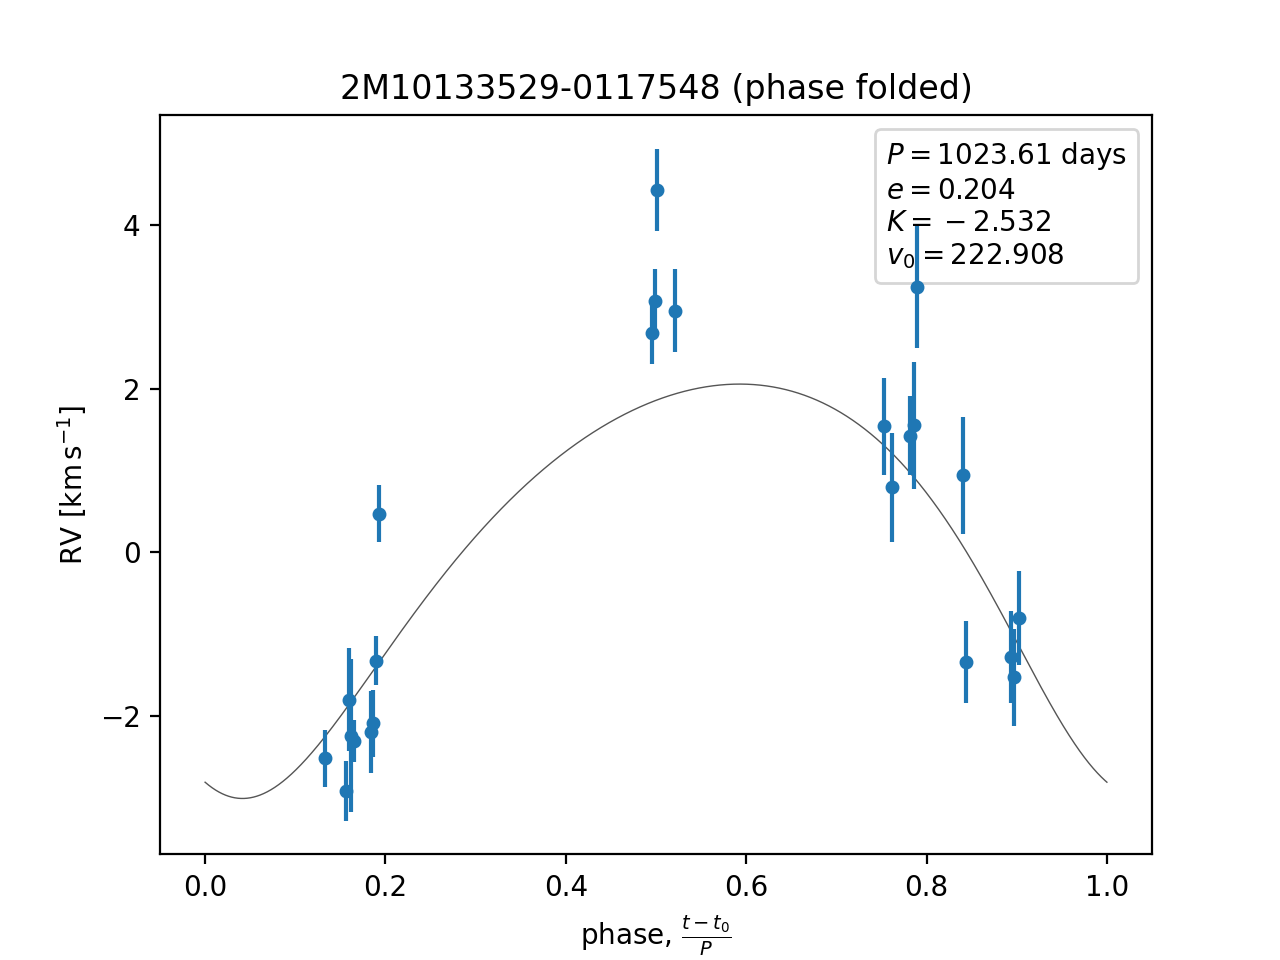 2M10133529-0117548 (phase folded)
P = 1023.61 days
e = 0.204
K = −2.532
v₀ = 222.908
4
2
0
−2
RV [km s⁻¹]
0.0 0.2 0.4 0.6 0.8 1.0
phase, (t − t₀)/P